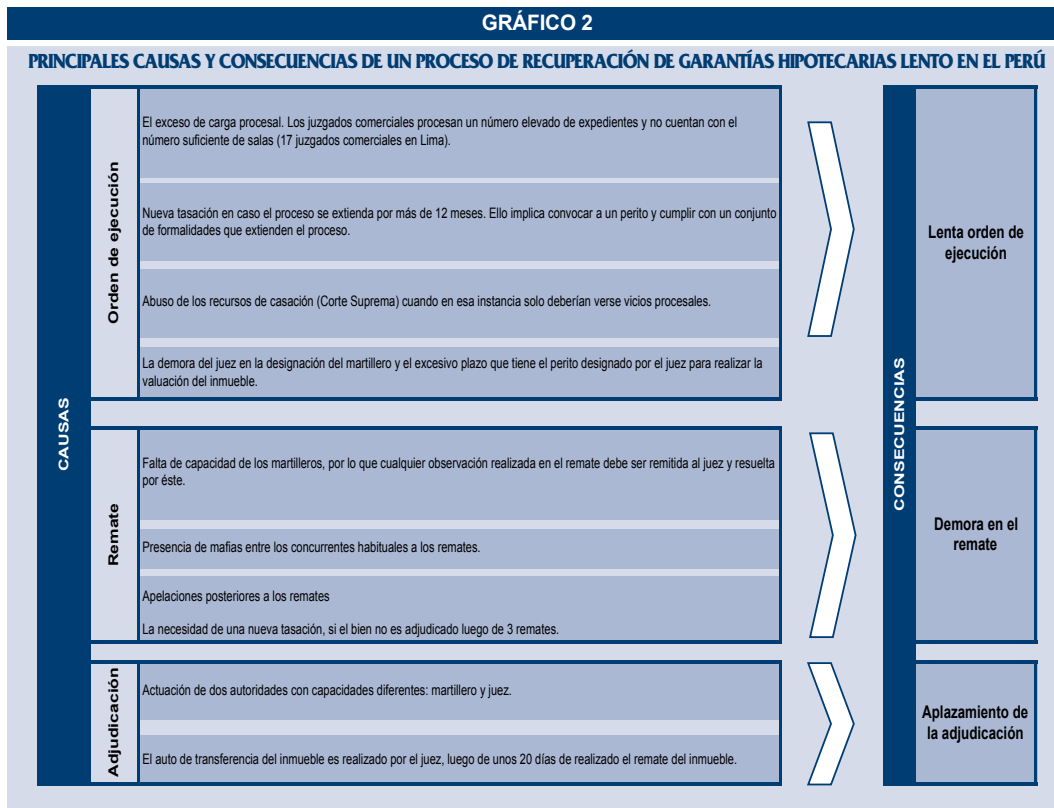 GRÁFICO 2
PRINCIPALES CAUSAS Y CONSECUENCIAS DE UN PROCESO DE RECUPERACIÓN DE GARANTÍAS HIPOTECARIAS LENTO EN EL PERÚ
CAUSAS
Orden de ejecución
El exceso de carga procesal. Los juzgados comerciales procesan un número elevado de expedientes y no cuentan con el
número suficiente de salas (17 juzgados comerciales en Lima).
Nueva tasación en caso el proceso se extienda por más de 12 meses. Ello implica convocar a un perito y cumplir con un conjunto
de formalidades que extienden el proceso.
Abuso de los recursos de casación (Corte Suprema) cuando en esa instancia solo deberían verse vicios procesales.
La demora del juez en la designación del martillero y el excesivo plazo que tiene el perito designado por el juez para realizar la
valuación del inmueble.
Remate
Falta de capacidad de los martilleros, por lo que cualquier observación realizada en el remate debe ser remitida al juez y resuelta
por éste.
Presencia de mafias entre los concurrentes habituales a los remates.
Apelaciones posteriores a los remates
La necesidad de una nueva tasación, si el bien no es adjudicado luego de 3 remates.
Adjudicación
Actuación de dos autoridades con capacidades diferentes: martillero y juez.
El auto de transferencia del inmueble es realizado por el juez, luego de unos 20 días de realizado el remate del inmueble.
CONSECUENCIAS
Lenta orden de
ejecución
Demora en el
remate
Aplazamiento de
la adjudicación